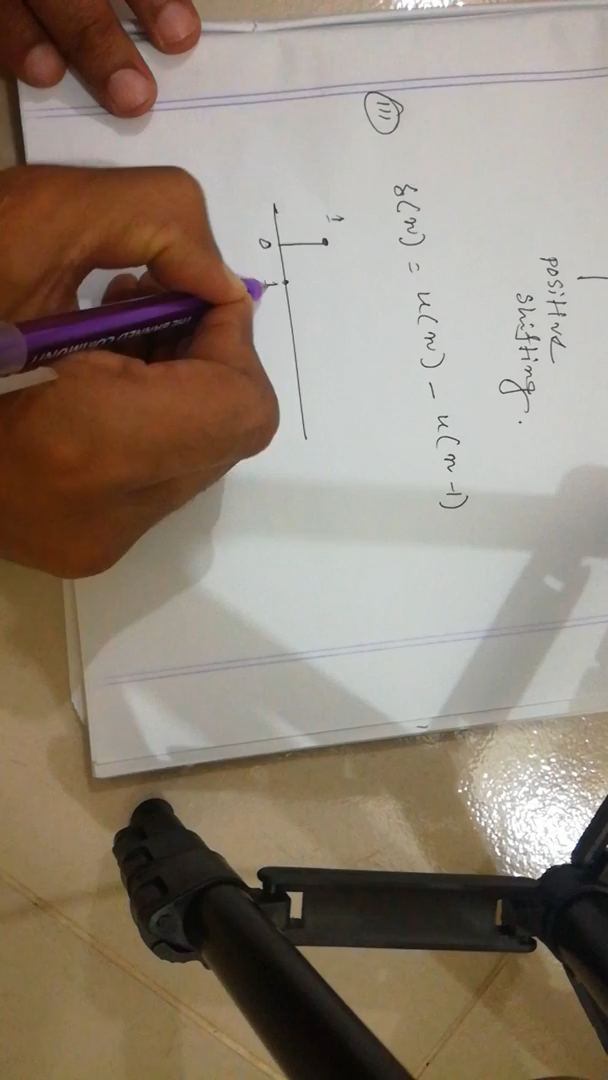 positive
shifting.
(iii) δ(n) = u(n) - u(n-1)
1
0 1